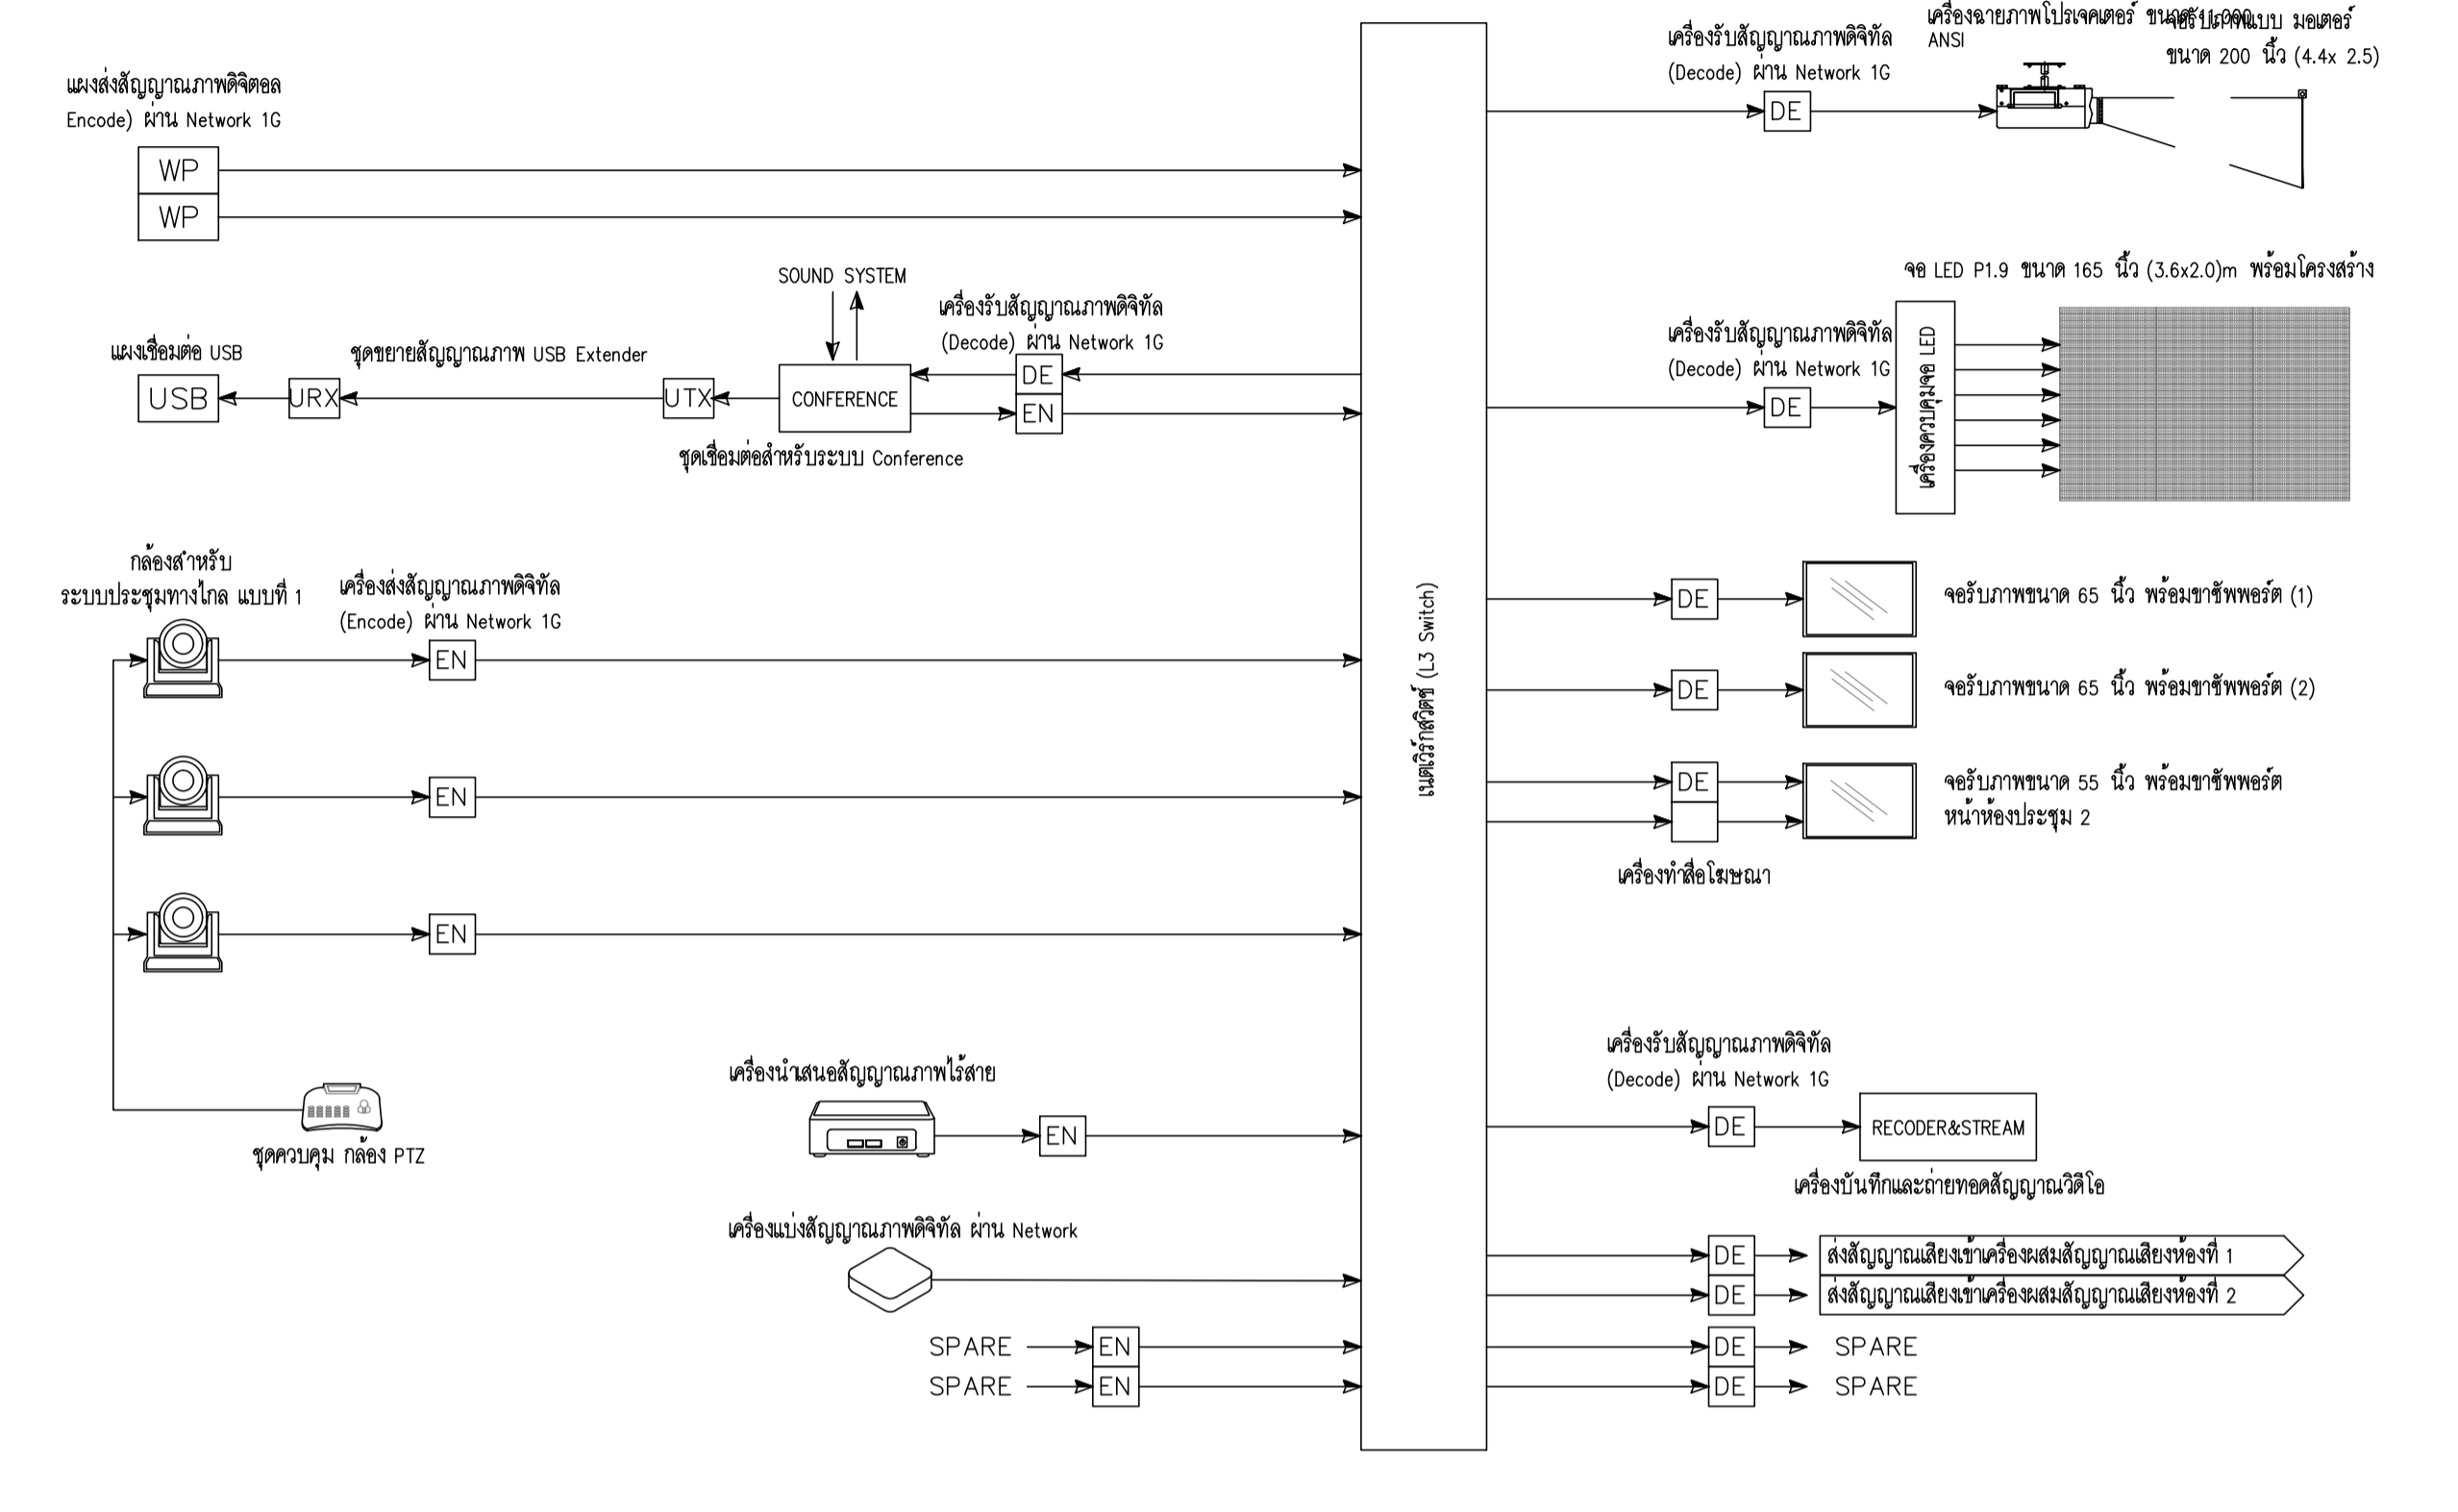 แผงส่งสัญญาณภาพดิจิตอล
Encode) ผ่าน Network 1G
WP
WP
SOUND SYSTEM
เครื่องรับสัญญาณภาพดิจิทัล
(Decode) ผ่าน Network 1G
แผงเชื่อมต่อ USB
ชุดขยายสัญญาณภาพ USB Extender
USB
URX
UTX
CONFERENCE
DE
EN
ชุดเชื่อมต่อสำหรับระบบ Conference
กล้องสำหรับ
ระบบประชุมทางไกล แบบที่ 1
เครื่องส่งสัญญาณภาพดิจิทัล
(Encode) ผ่าน Network 1G
EN
EN
EN
ชุดควบคุม กล้อง PTZ
เครื่องนำเสนอสัญญาณภาพไร้สาย
EN
เครื่องแบ่งสัญญาณภาพดิจิทัล ผ่าน Network
SPARE
EN
SPARE
EN
เนตเวิร์กสวิตช์ (L3 Switch)
เครื่องรับสัญญาณภาพดิจิทัล
(Decode) ผ่าน Network 1G
DE
เครื่องฉายภาพโปรเจคเตอร์ ขนาด
ANSI
จอรับภาพแบบ มอเตอร์
ขนาด 200 นิ้ว (4.4x 2.5)
จอ LED P1.9 ขนาด 165 นิ้ว (3.6x2.0)m พร้อมโครงสร้าง
เครื่องรับสัญญาณภาพดิจิทัล
(Decode) ผ่าน Network 1G
DE
เครื่องควบคุมจอ LED
DE
จอรับภาพขนาด 65 นิ้ว พร้อมขาซัพพอร์ต (1)
DE
จอรับภาพขนาด 65 นิ้ว พร้อมขาซัพพอร์ต (2)
DE
จอรับภาพขนาด 55 นิ้ว พร้อมขาซัพพอร์ต
หน้าห้องประชุม 2
เครื่องทำสื่อโฆษณา
เครื่องรับสัญญาณภาพดิจิทัล
(Decode) ผ่าน Network 1G
DE
RECODER&STREAM
เครื่องบันทึกและถ่ายทอดสัญญาณวิดีโอ
DE
ส่งสัญญาณเสียงเข้าเครื่องผสมสัญญาณเสียงห้องที่ 1
DE
ส่งสัญญาณเสียงเข้าเครื่องผสมสัญญาณเสียงห้องที่ 2
DE
SPARE
DE
SPARE